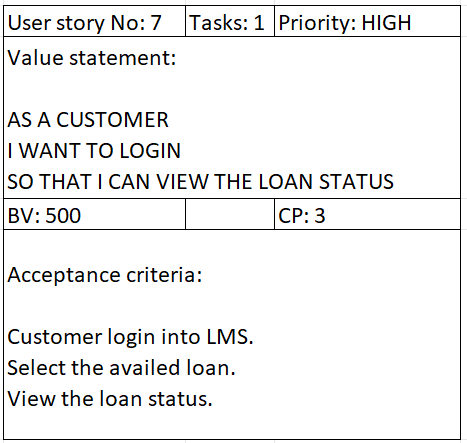 User story No: 7 Tasks: 1 Priority: HIGH
Value statement:
AS A CUSTOMER
I WANT TO LOGIN
SO THAT I CAN VIEW THE LOAN STATUS
BV: 500 CP: 3
Acceptance criteria:
Customer login into LMS.
Select the availed loan.
View the loan status.